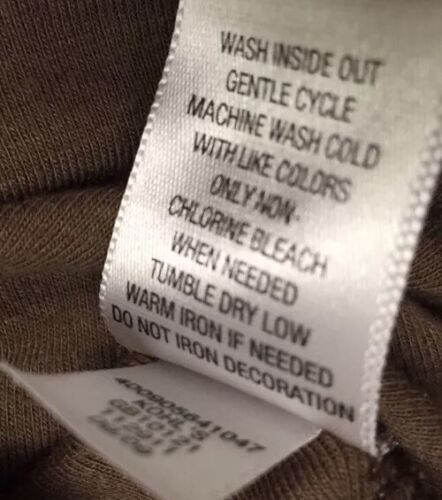 WASH INSIDE OUT
GENTLE CYCLE
MACHINE WASH COLD
WITH LIKE COLORS
ONLY NON-
CHLORINE BLEACH
WHEN NEEDED
TUMBLE DRY LOW
WARM IRON IF NEEDED
DO NOT IRON DECORATION
400905841047
KOHL'S